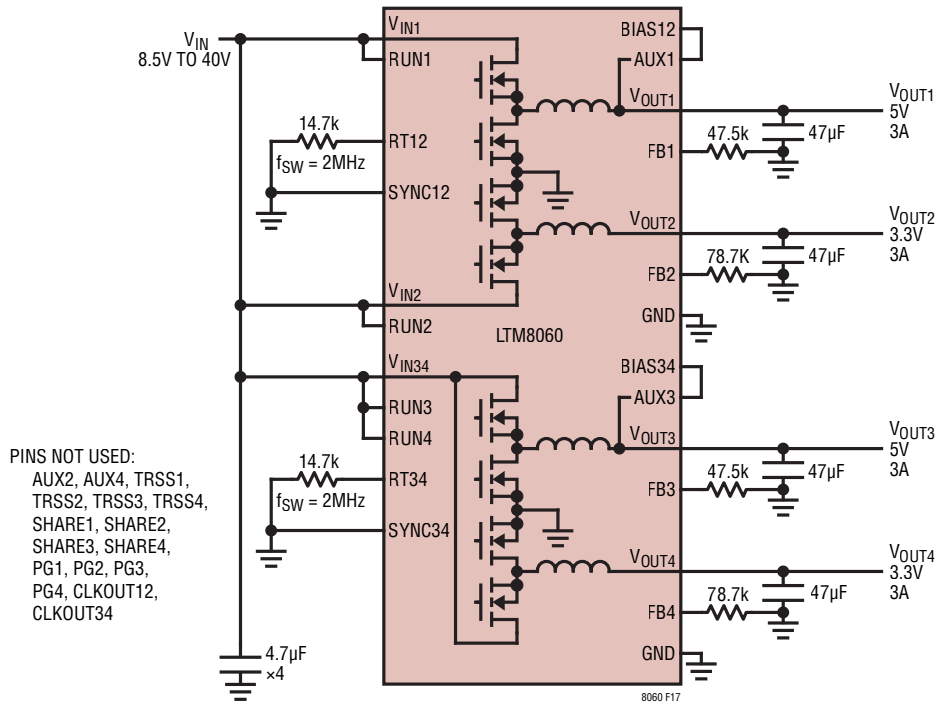 VIN
8.5V TO 40V
VIN1
RUN1
14.7k
RT12
fSW = 2MHz
SYNC12
VIN2
RUN2
VIN34
RUN3
RUN4
14.7k
RT34
fSW = 2MHz
SYNC34
4.7µF
×4
PINS NOT USED:
AUX2, AUX4, TRSS1,
TRSS2, TRSS3, TRSS4,
SHARE1, SHARE2,
SHARE3, SHARE4,
PG1, PG2, PG3,
PG4, CLKOUT12,
CLKOUT34
LTM8060
BIAS12
AUX1
VOUT1
FB1
47.5k
47µF
VOUT1
5V
3A
VOUT2
FB2
78.7K
47µF
VOUT2
3.3V
3A
GND
BIAS34
AUX3
VOUT3
FB3
47.5k
47µF
VOUT3
5V
3A
VOUT4
FB4
78.7k
47µF
VOUT4
3.3V
3A
GND
8060 F17